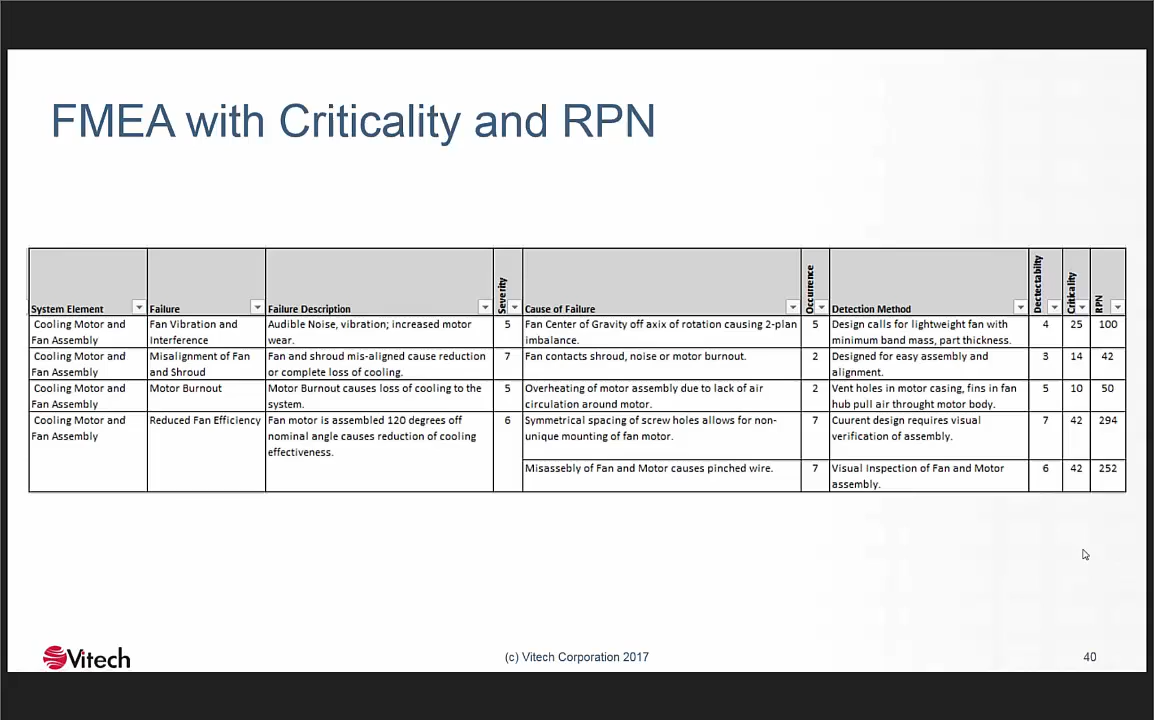 FMEA with Criticality and RPN
System Element Failure Failure Description Severity Cause of Failure Occurrence Detection Method Dectectabilty Criticality RPN
Cooling Motor and Fan Vibration and Audible Noise, vibration; increased motor 5 Fan Center of Gravity off axix of rotation causing 2-plan 5 Design calls for lightweight fan with 4 25 100
Fan Assembly Interference wear. imbalance. minimum band mass, part thickness.
Cooling Motor and Misalignment of Fan Fan and shroud mis-aligned cause reduction 7 Fan contacts shroud, noise or motor burnout. 2 Designed for easy assembly and 3 14 42
Fan Assembly and Shroud or complete loss of cooling. alignment.
Cooling Motor and Motor Burnout Motor Burnout causes loss of cooling to the 5 Overheating of motor assembly due to lack of air 2 Vent holes in motor casing, fins in fan 5 10 50
Fan Assembly system. circulation around motor. hub pull air throught motor body.
Cooling Motor and Reduced Fan Efficiency Fan motor is assembled 120 degrees off 6 Symmetrical spacing of screw holes allows for non- 7 Cuurent design requires visual 7 42 294
Fan Assembly nominal angle causes reduction of cooling unique mounting of fan motor. verification of assembly.
effectiveness.
Misassebly of Fan and Motor causes pinched wire. 7 Visual Inspection of Fan and Motor 6 42 252
assembly.
Vitech (c) Vitech Corporation 2017 40